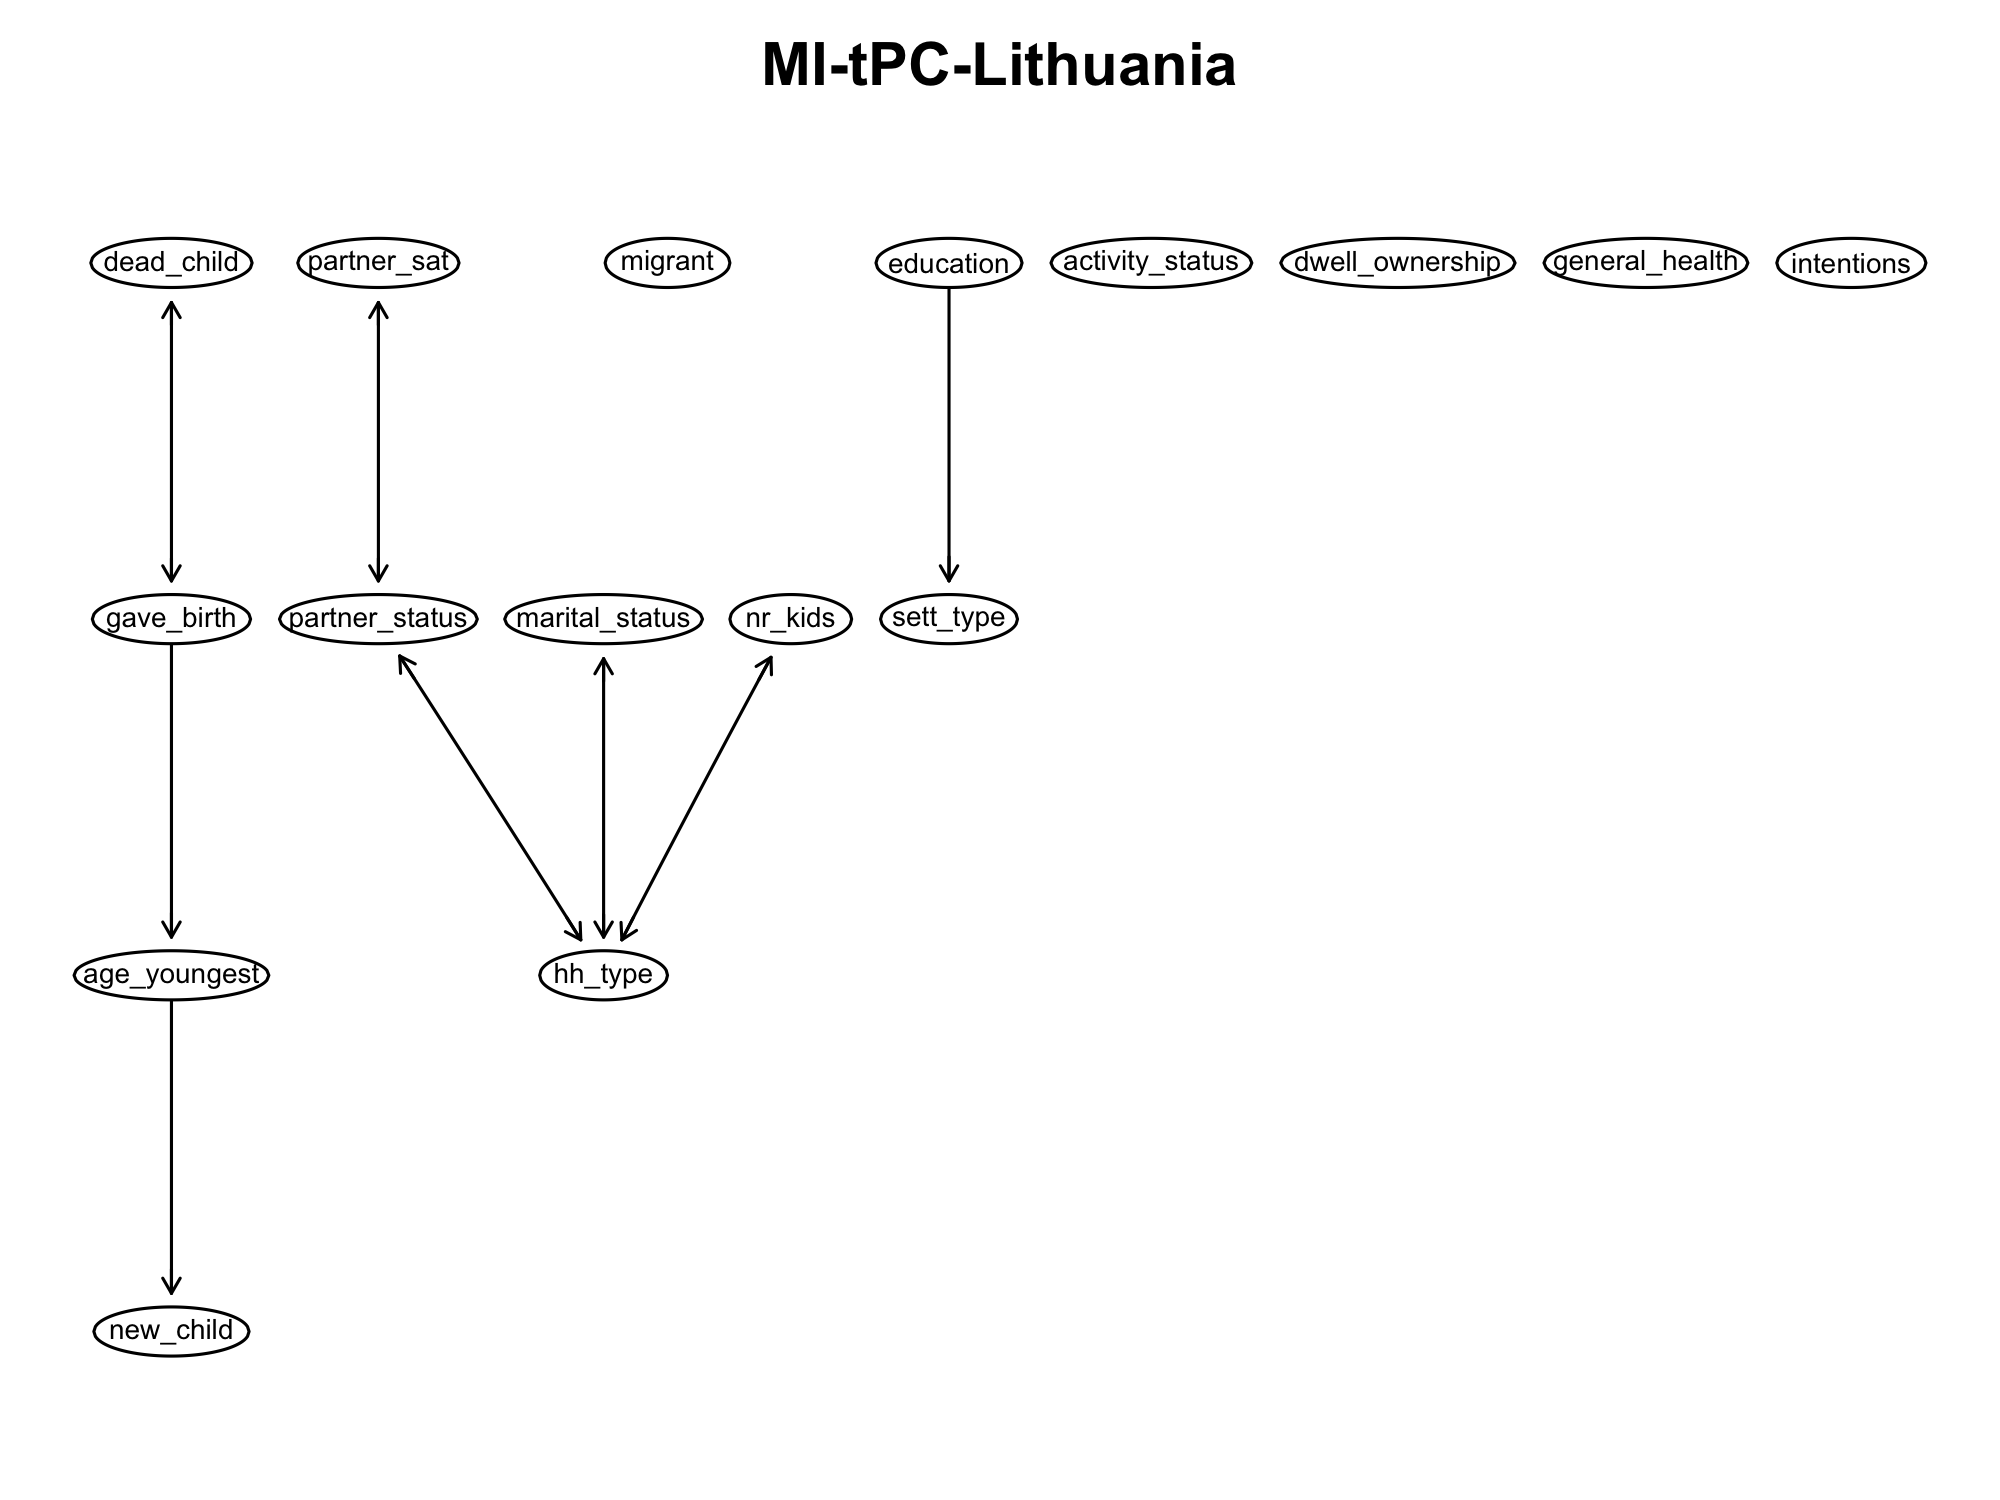 MI-tPC-Lithuania
dead_child
partner_sat
migrant
education
activity_status
dwell_ownership
general_health
intentions
gave_birth
partner_status
marital_status
nr_kids
sett_type
age_youngest
hh_type
new_child